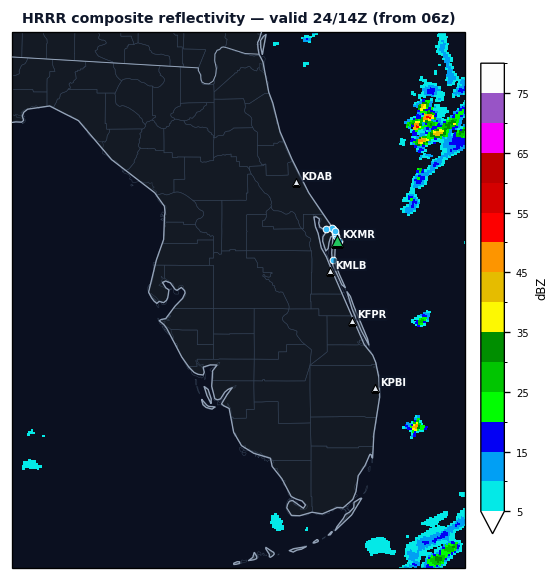 HRRR composite reflectivity — valid 24/14Z (from 06z)
KDAB
KXMR
KMLB
KFPR
KPBI
75
65
55
45
35
25
15
5
dBZ